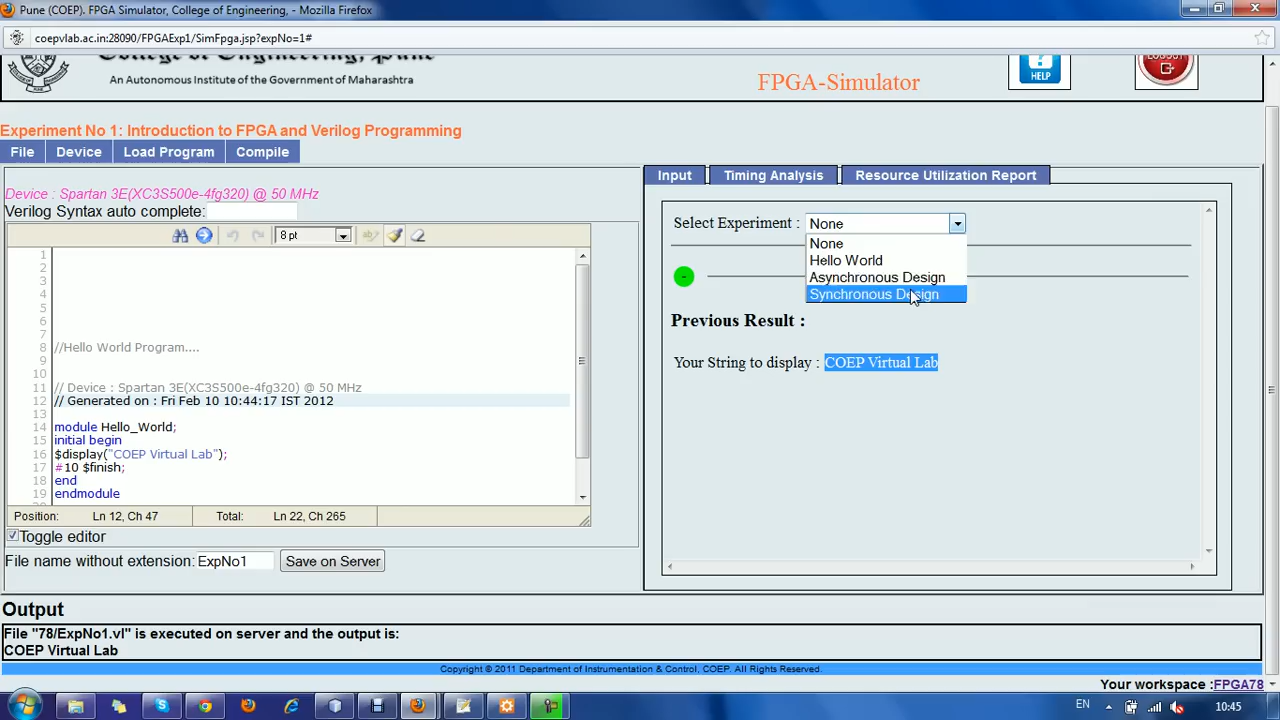 Pune (COEP). FPGA Simulator, College of Engineering, - Mozilla Firefox
coepvlab.ac.in:28090/FPGAExp1/SimFpga.jsp?expNo=1#
College of Engineering, Pune
An Autonomous Institute of the Government of Maharashtra
FPGA-Simulator
HELP
LOGOUT
Experiment No 1: Introduction to FPGA and Verilog Programming
File Device Load Program Compile
Input Timing Analysis Resource Utilization Report
Device : Spartan 3E(XC3S500e-4fg320) @ 50 MHz
Verilog Syntax auto complete:
8 pt
1
2
3
4
5
6
7
8 //Hello World Program....
9
10
11 // Device : Spartan 3E(XC3S500e-4fg320) @ 50 MHz
12 // Generated on : Fri Feb 10 10:44:17 IST 2012
13
14 module Hello_World;
15 initial begin
16 $display("COEP Virtual Lab");
17 #10 $finish;
18 end
19 endmodule
Position: Ln 12, Ch 47 Total: Ln 22, Ch 265
Toggle editor
File name without extension: ExpNo1 Save on Server
Select Experiment : None
None
Hello World
Asynchronous Design
Synchronous Design
-
Previous Result :
Your String to display : COEP Virtual Lab
Output
File "78/ExpNo1.vl" is executed on server and the output is:
COEP Virtual Lab
Copyright © 2011 Department of Instrumentation & Control, COEP. All Rights Reserved.
Your workspace :FPGA78
EN 10:45